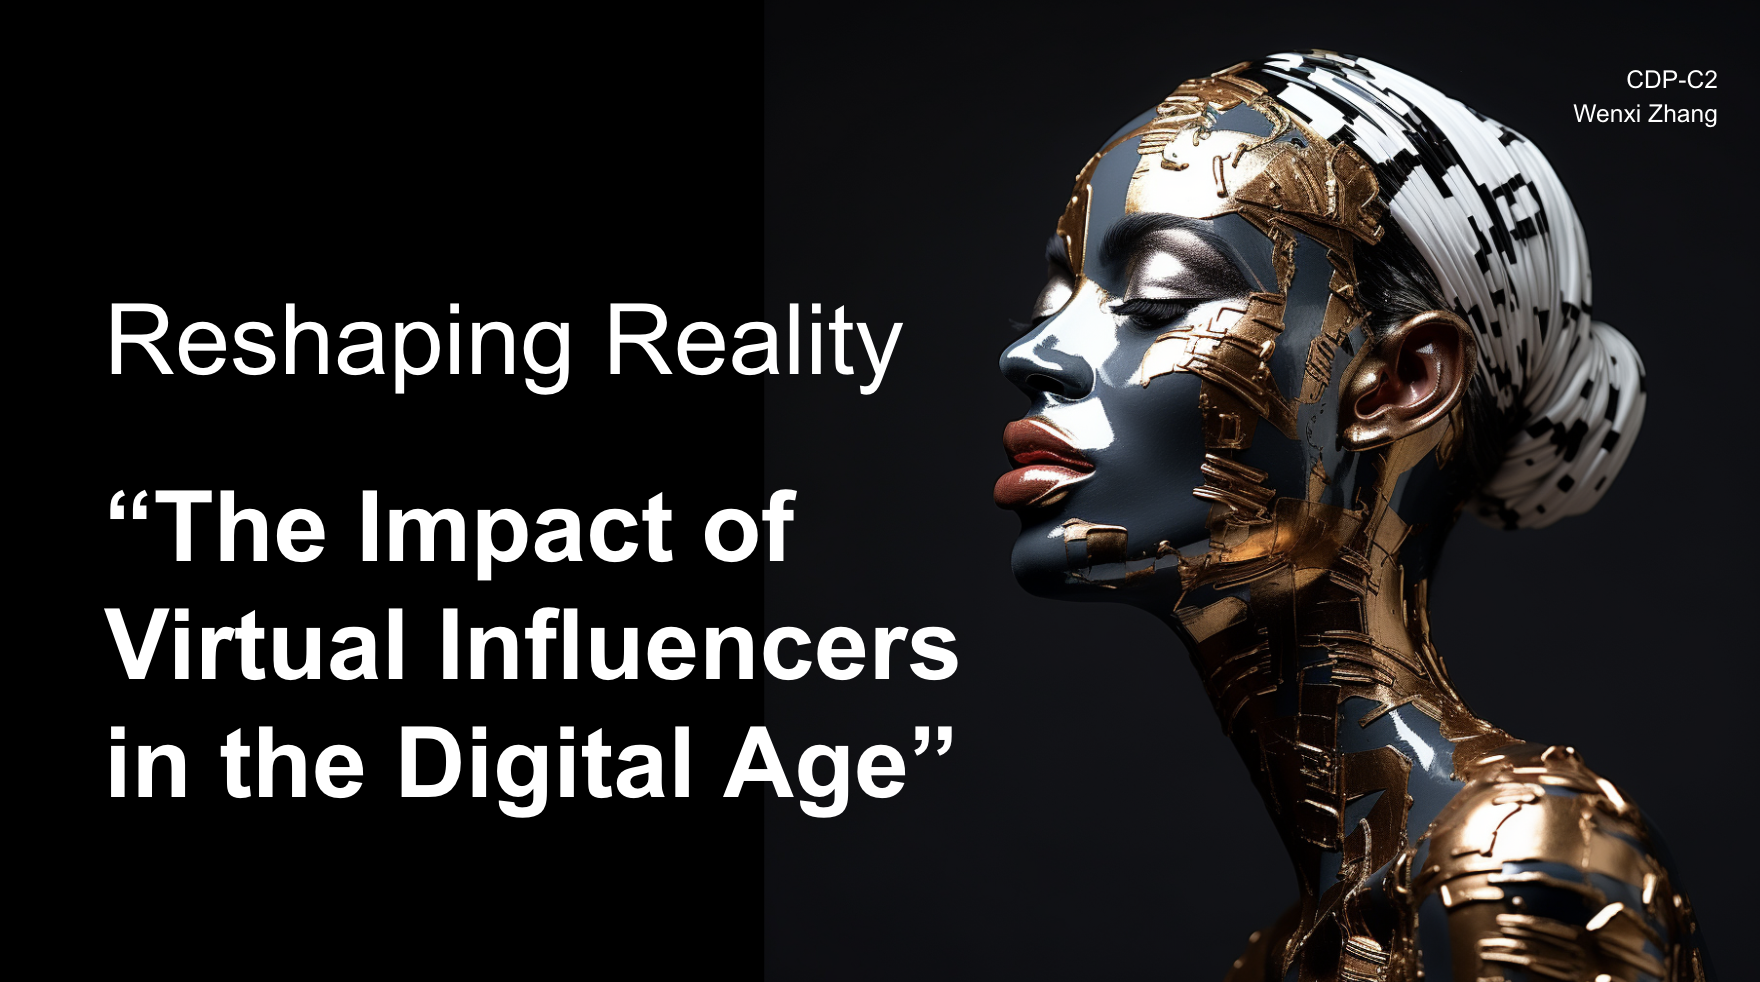 CDP-C2
Wenxi Zhang
Reshaping Reality
“The Impact of
Virtual Influencers
in the Digital Age”